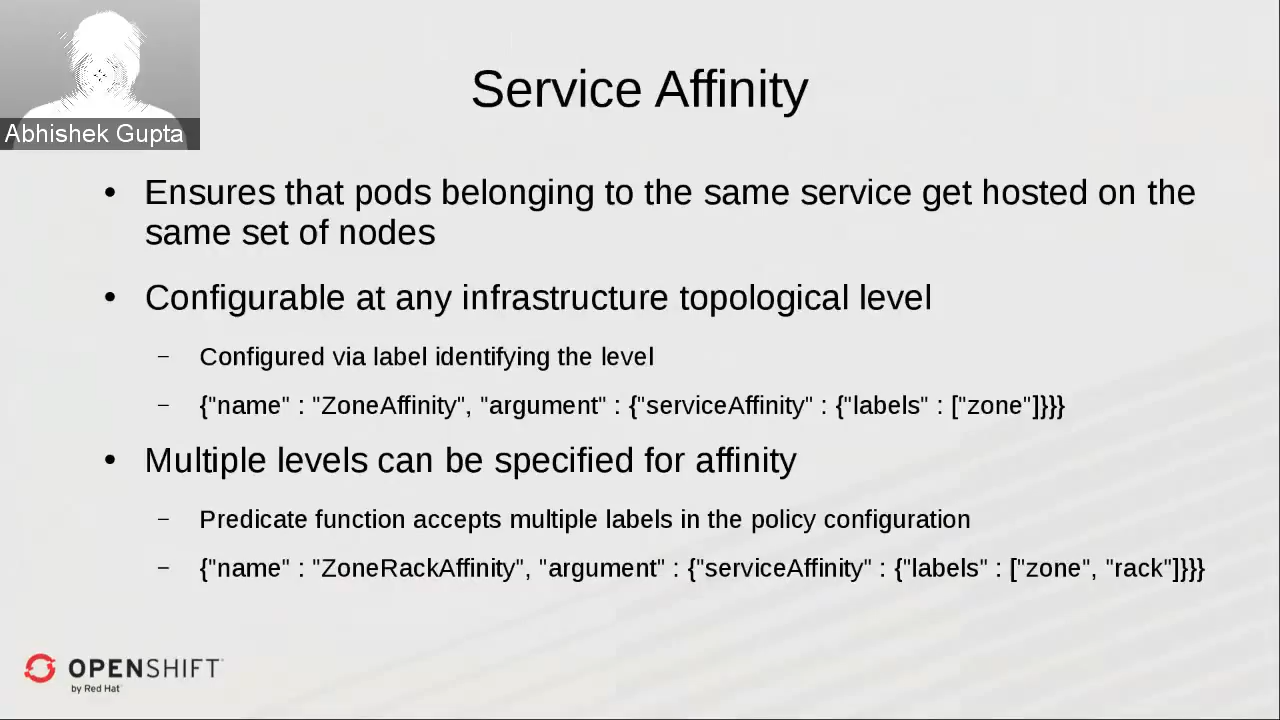 Abhishek Gupta
Service Affinity
• Ensures that pods belonging to the same service get hosted on the
same set of nodes
• Configurable at any infrastructure topological level
– Configured via label identifying the level
– {"name" : "ZoneAffinity", "argument" : {"serviceAffinity" : {"labels" : ["zone"]}}}
• Multiple levels can be specified for affinity
– Predicate function accepts multiple labels in the policy configuration
– {"name" : "ZoneRackAffinity", "argument" : {"serviceAffinity" : {"labels" : ["zone", "rack"]}}}
OPENSHIFT
by Red Hat